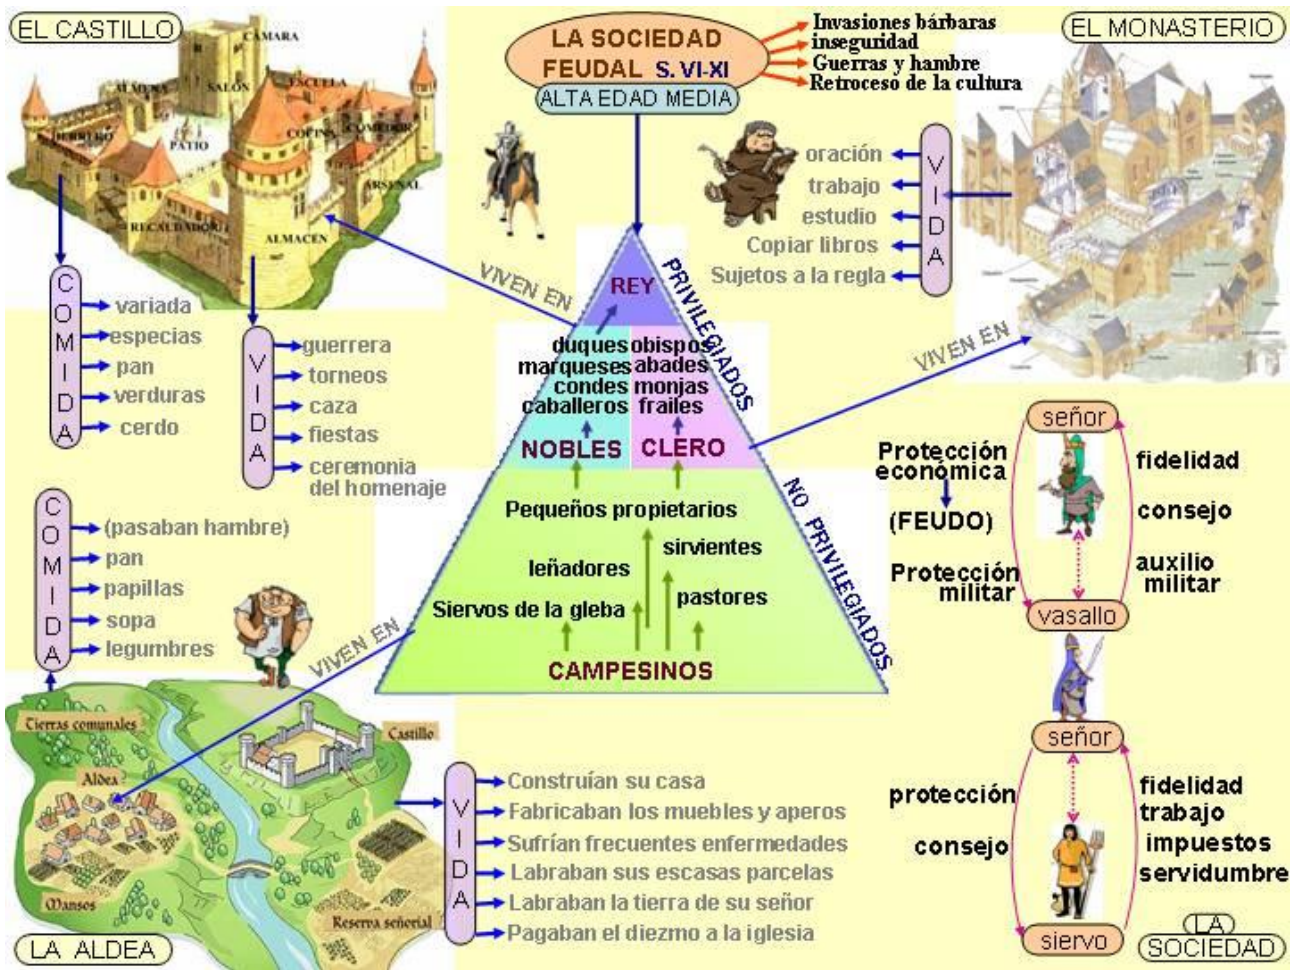 EL CASTILLO
CÁMARA
ALMENA
SALÓN
ESCUELA
HERRERO
PATIO
COCINA
COMEDOR
ARSENAL
RECALDADOR
ALMACEN
LA SOCIEDAD
FEUDAL S. VI-XI
ALTA EDAD MEDIA
Invasiones bárbaras
inseguridad
Guerras y hambre
Retroceso de la cultura
EL MONASTERIO
VIDA
oración
trabajo
estudio
Copiar libros
Sujetos a la regla
COMIDA
variada
especias
pan
verduras
cerdo
VIDA
guerrera
torneos
caza
fiestas
ceremonia
del homenaje
VIVEN EN
VIVEN EN
REY
PRIVILEGIADOS
duques
marqueses
condes
caballeros
NOBLES
obispos
abades
monjas
frailes
CLERO
NO PRIVILEGIADOS
Pequeños propietarios
sirvientes
leñadores
pastores
Siervos de la gleba
CAMPESINOS
VIVEN EN
COMIDA
(pasaban hambre)
pan
papillas
sopa
legumbres
Tierras comunales
Castillo
Aldea
Mansos
Reserva señorial
LA ALDEA
VIDA
Construían su casa
Fabricaban los muebles y aperos
Sufrían frecuentes enfermedades
Labraban sus escasas parcelas
Labraban la tierra de su señor
Pagaban el diezmo a la iglesia
señor
Protección
económica
(FEUDO)
Protección
militar
fidelidad
consejo
auxilio
militar
vasallo
señor
protección
consejo
fidelidad
trabajo
impuestos
servidumbre
siervo
LA
SOCIEDAD